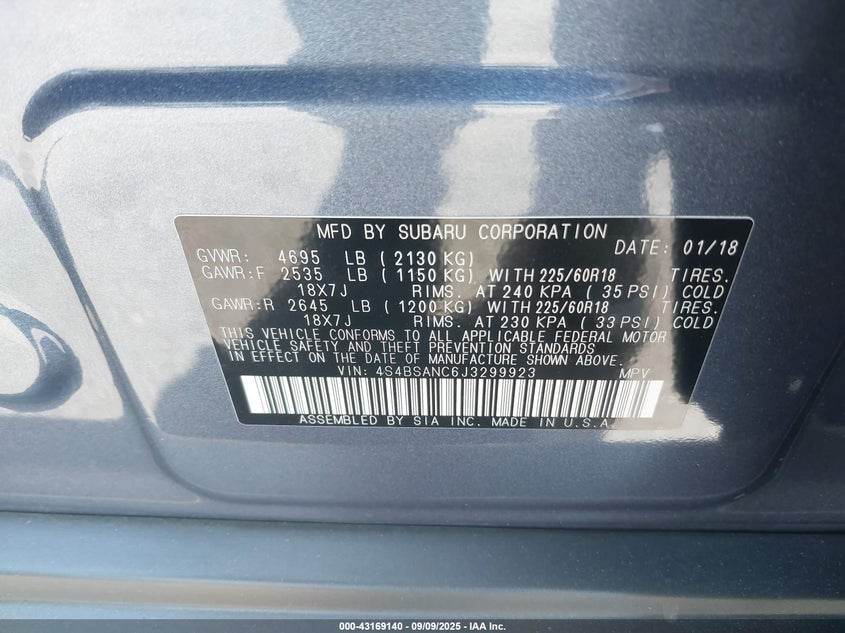 MFD BY SUBARU CORPORATION
GVWR: 4695 LB ( 2130 KG) DATE: 01/18
GAWR:F 2535 LB ( 1150 KG) WITH 225/60R18 TIRES.
18X7J RIMS. AT 240 KPA ( 35 PSI) COLD
GAWR:R 2645 LB ( 1200 KG) WITH 225/60R18 TIRES.
18X7J RIMS. AT 230 KPA ( 33 PSI) COLD
THIS VEHICLE CONFORMS TO ALL APPLICABLE FEDERAL MOTOR
VEHICLE SAFETY AND THEFT PREVENTION STANDARDS
IN EFFECT ON THE DATE OF MANUFACTURE SHOWN ABOVE.
VIN: 4S4BSANC6J3299923 MPV
ASSEMBLED BY SIA INC. MADE IN U.S.A.
000-43169140 - 09/09/2025 - IAA Inc.